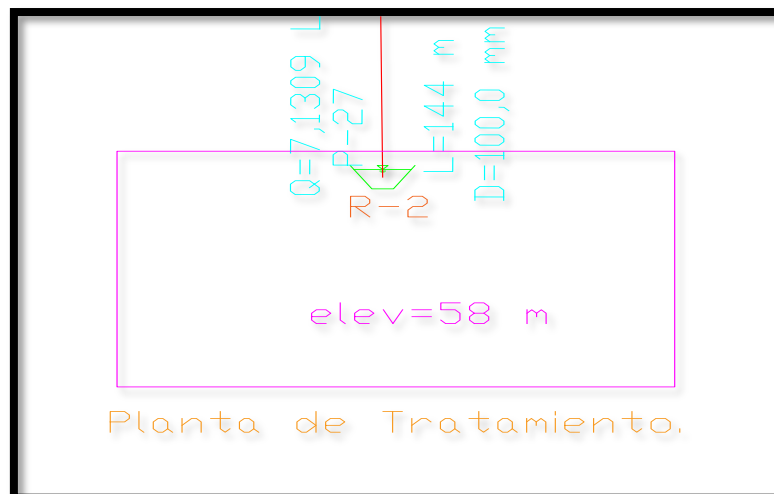 Q=7,1309 L
P-27
L=144 m
D=100,0 mm
R-2
elev=58 m
Planta de Tratamiento.